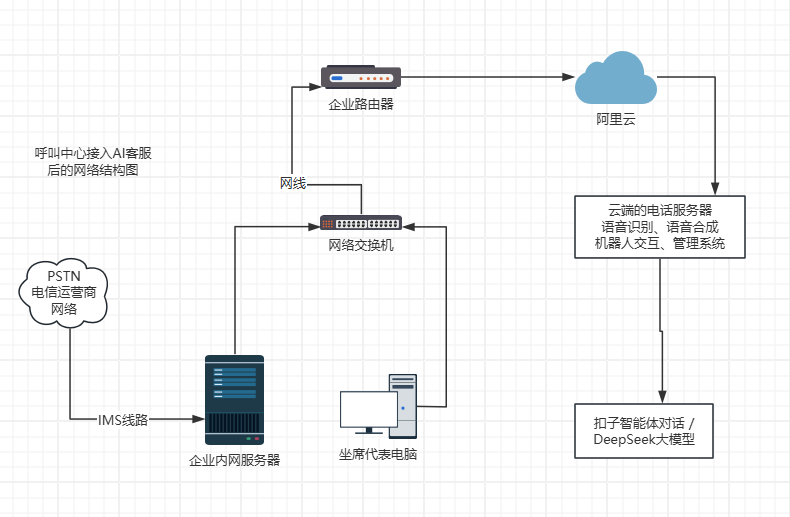 企业路由器
阿里云
呼叫中心接入AI客服
后的网络结构图
网线
云端的电话服务器
语音识别、语音合成
机器人交互、管理系统
网络交换机
PSTN
电信运营商
网络
IMS线路
扣子智能体对话 /
DeepSeek大模型
企业内网服务器
坐席代表电脑